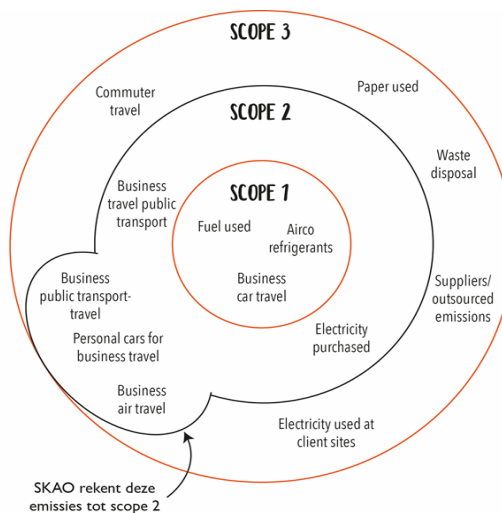 SCOPE 3
Commuter
travel
Paper used
SCOPE 2
Waste
disposal
Business
travel public
transport
SCOPE 1
Fuel used
Airco
refrigerants
Business
car travel
Business
public transport-
travel
Suppliers/
outsourced
emissions
Personal cars for
business travel
Electricity
purchased
Business
air travel
Electricity used at
client sites
SKAO rekent deze
emissies tot scope 2